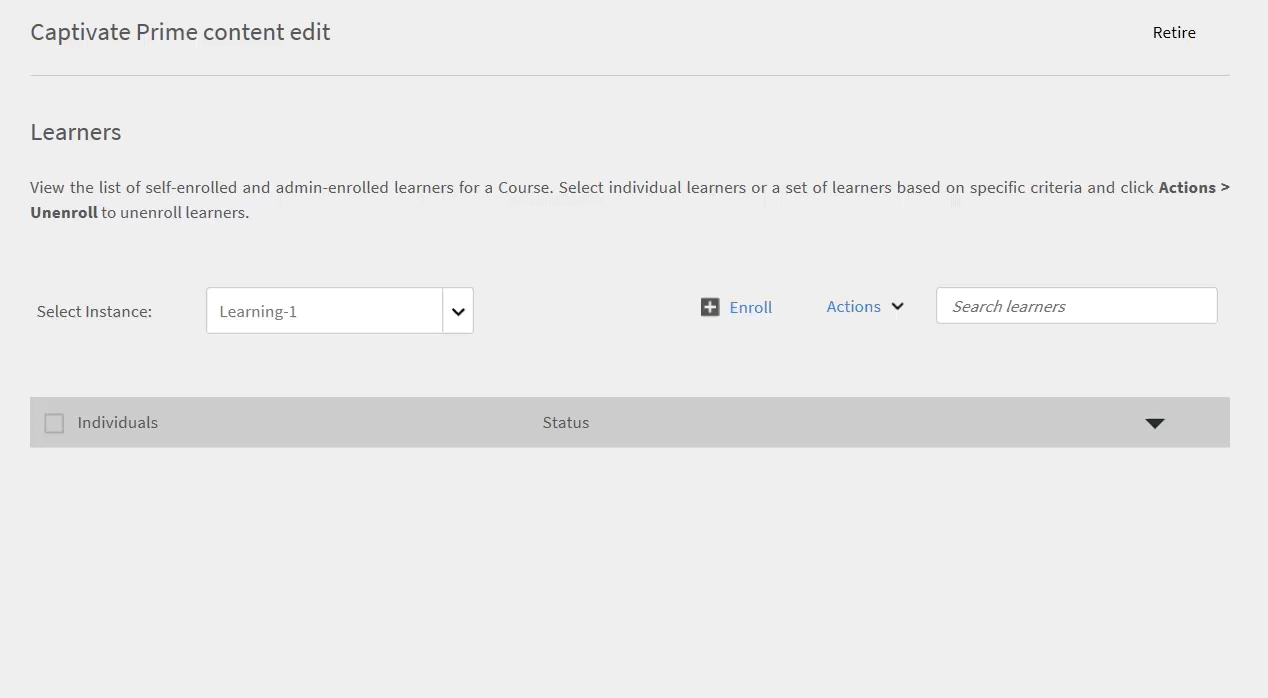 Captivate Prime content edit
Retire
Learners
View the list of self-enrolled and admin-enrolled learners for a Course. Select individual learners or a set of learners based on specific criteria and click Actions >
Unenroll to unenroll learners.
Select Instance:
Learning-1
Enroll
Actions
Search learners
Individuals
Status